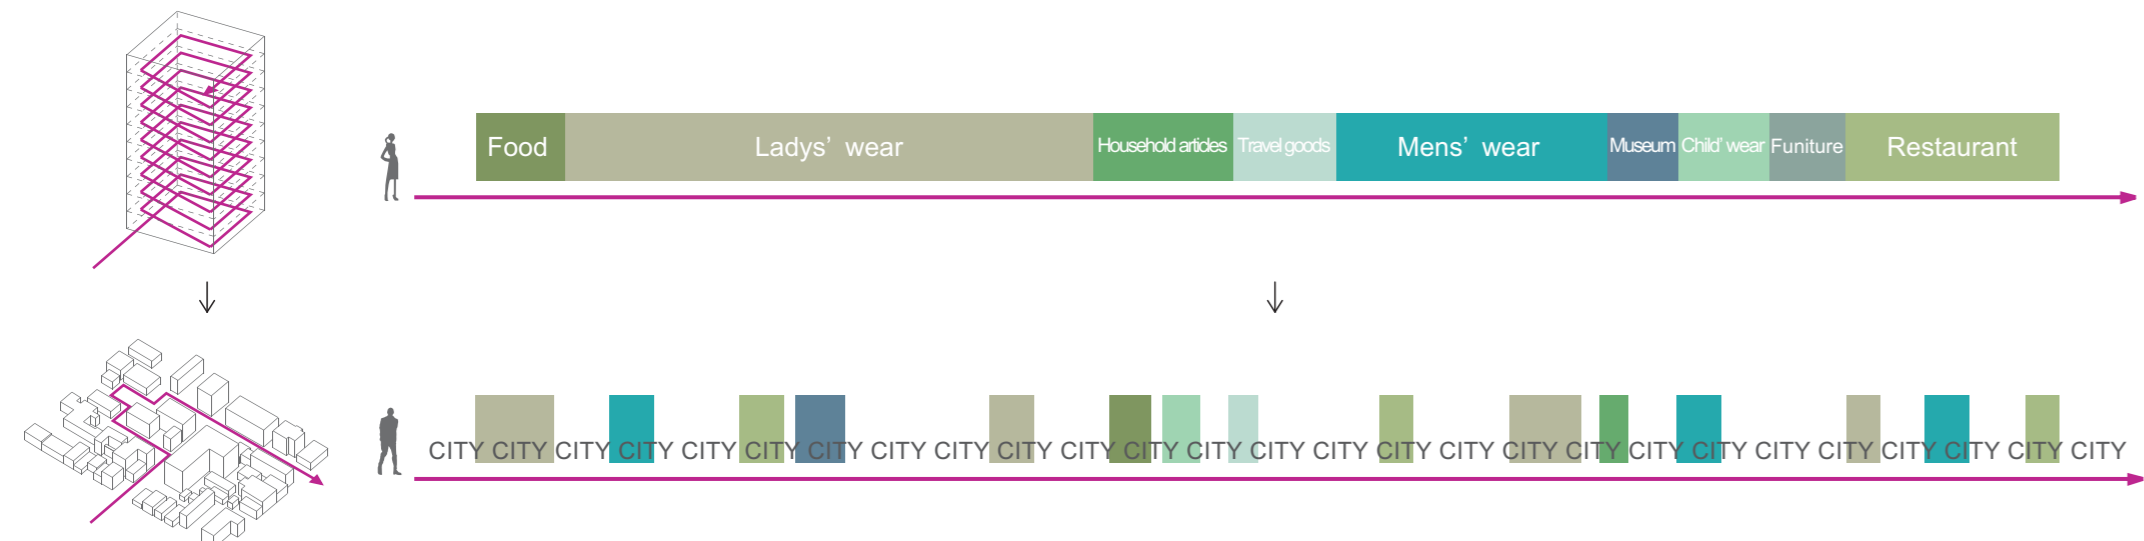 Food Ladys' wear Household articles Travel goods Mens' wear Museum Child' wear Funiture Restaurant
CITY CITY CITY CITY CITY CITY CITY CITY CITY CITY CITY CITY CITY CITY CITY CITY CITY CITY CITY CITY CITY CITY CITY CITY CITY CITY CITY